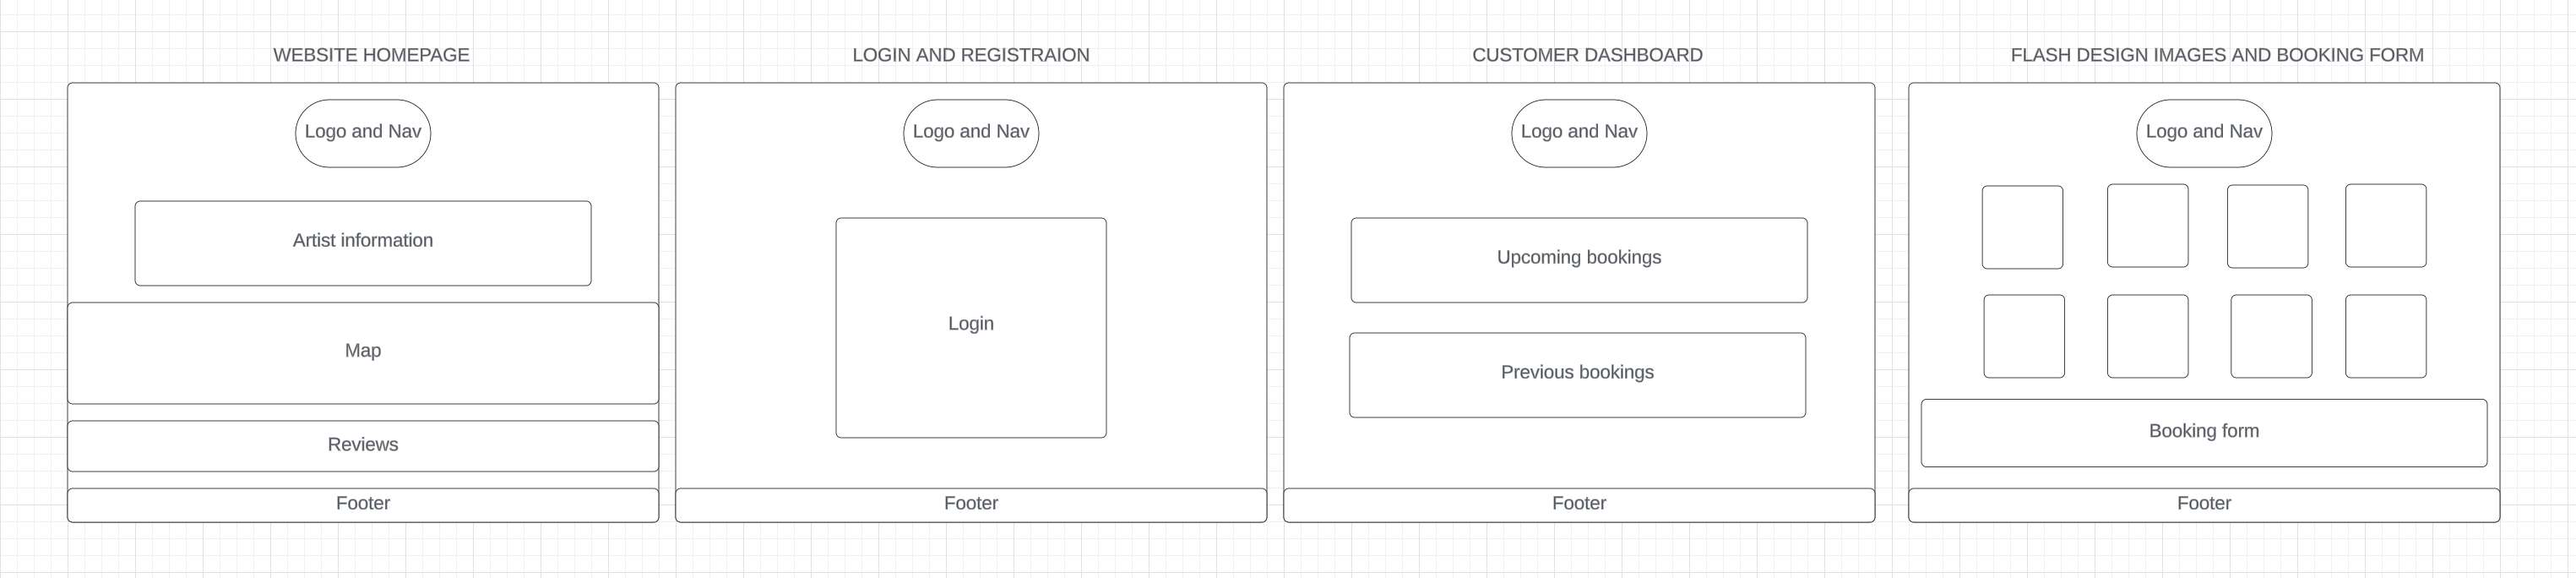 WEBSITE HOMEPAGE
Logo and Nav
Artist information
Map
Reviews
Footer
LOGIN AND REGISTRAION
Logo and Nav
Login
Footer
CUSTOMER DASHBOARD
Logo and Nav
Upcoming bookings
Previous bookings
Footer
FLASH DESIGN IMAGES AND BOOKING FORM
Logo and Nav
Booking form
Footer